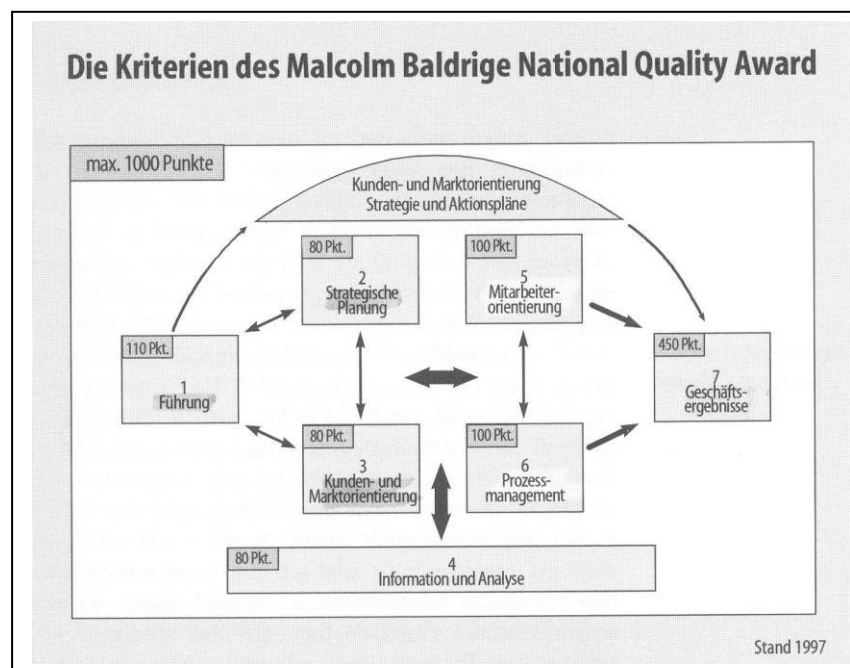 Die Kriterien des Malcolm Baldrige National Quality Award
max. 1000 Punkte
Kunden- und Marktorientierung
Strategie und Aktionspläne
80 Pkt.
2
Strategische
Planung
100 Pkt.
5
Mitarbeiter-
orientierung
110 Pkt.
1
Führung
450 Pkt.
7
Geschäfts-
ergebnisse
80 Pkt.
3
Kunden- und
Marktorientierung
100 Pkt.
6
Prozess-
management
80 Pkt.
4
Information und Analyse
Stand 1997